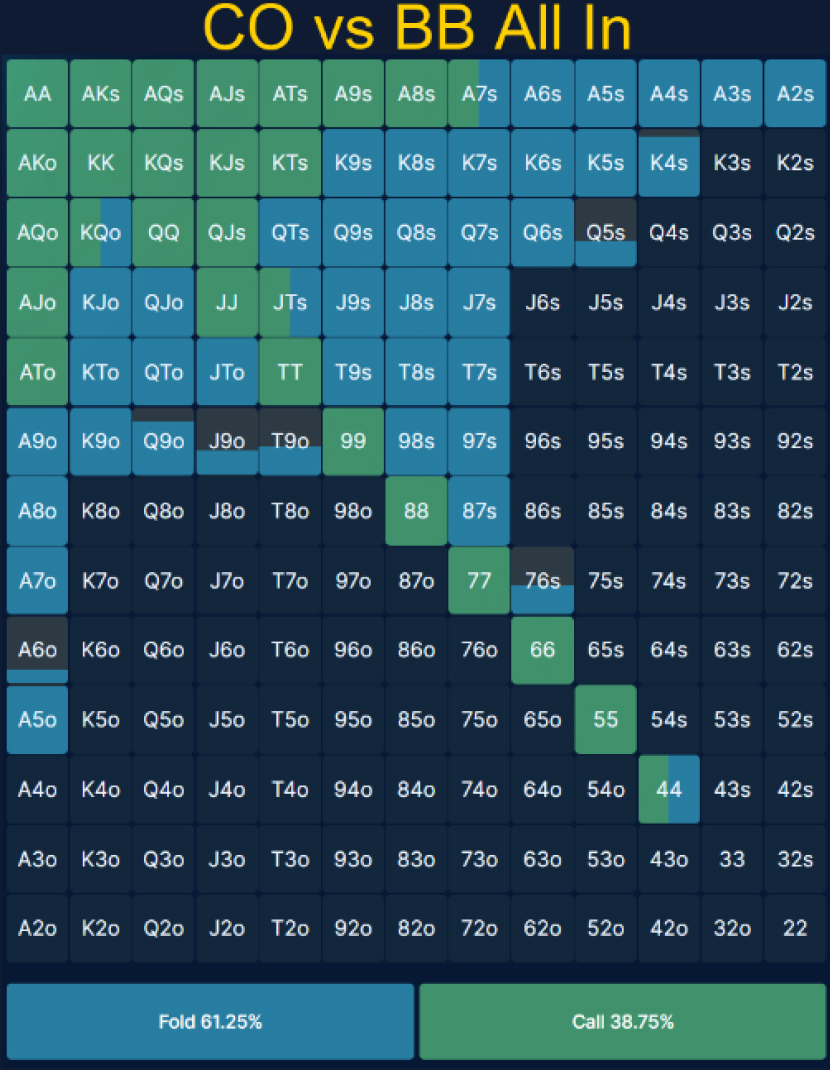 CO vs BB All In
AA AKs AQs AJs ATs A9s A8s A7s A6s A5s A4s A3s A2s
AKo KK KQs KJs KTs K9s K8s K7s K6s K5s K4s K3s K2s
AQo KQo QQ QJs QTs Q9s Q8s Q7s Q6s Q5s Q4s Q3s Q2s
AJo KJo QJo JJ JTs J9s J8s J7s J6s J5s J4s J3s J2s
ATo KTo QTo JTo TT T9s T8s T7s T6s T5s T4s T3s T2s
A9o K9o Q9o J9o T9o 99 98s 97s 96s 95s 94s 93s 92s
A8o K8o Q8o J8o T8o 98o 88 87s 86s 85s 84s 83s 82s
A7o K7o Q7o J7o T7o 97o 87o 77 76s 75s 74s 73s 72s
A6o K6o Q6o J6o T6o 96o 86o 76o 66 65s 64s 63s 62s
A5o K5o Q5o J5o T5o 95o 85o 75o 65o 55 54s 53s 52s
A4o K4o Q4o J4o T4o 94o 84o 74o 64o 54o 44 43s 42s
A3o K3o Q3o J3o T3o 93o 83o 73o 63o 53o 43o 33 32s
A2o K2o Q2o J2o T2o 92o 82o 72o 62o 52o 42o 32o 22
Fold 61.25% Call 38.75%